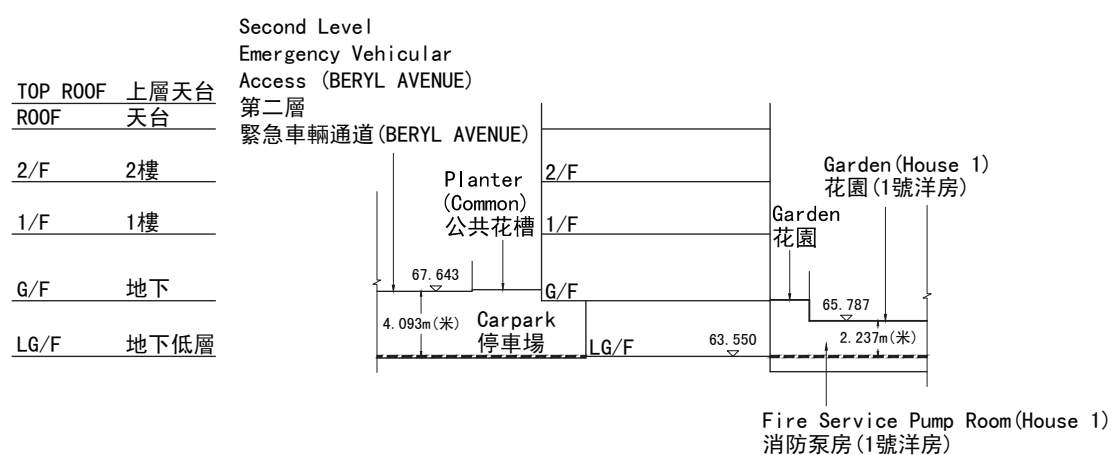 Second Level
Emergency Vehicular
Access (BERYL AVENUE)
第二層
緊急車輛通道(BERYL AVENUE)
TOP ROOF 上層天台
ROOF 天台
2/F 2樓
1/F 1樓
G/F 地下
LG/F 地下低層
Planter
(Common)
公共花槽
2/F
1/F
G/F
LG/F
Garden(House 1)
花園(1號洋房)
Garden
花園
67.643
4.093m(米)
Carpark
停車場
63.550
65.787
2.237m(米)
Fire Service Pump Room(House 1)
消防泵房(1號洋房)